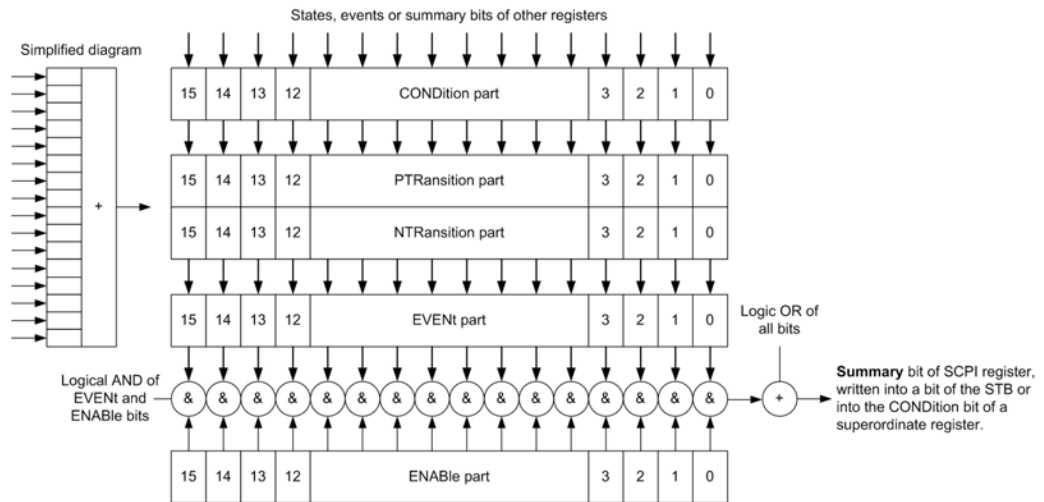 States, events or summary bits of other registers
Simplified diagram
15 14 13 12 CONDition part 3 2 1 0
15 14 13 12 PTRansition part 3 2 1 0
+
15 14 13 12 NTRansition part 3 2 1 0
15 14 13 12 EVENt part 3 2 1 0
Logic OR of
all bits
Logical AND of
EVENt and
ENABle bits
& & & & & & & & & & & & & & & &
+
Summary bit of SCPI register,
written into a bit of the STB or
into the CONDition bit of a
superordinate register.
15 14 13 12 ENABle part 3 2 1 0